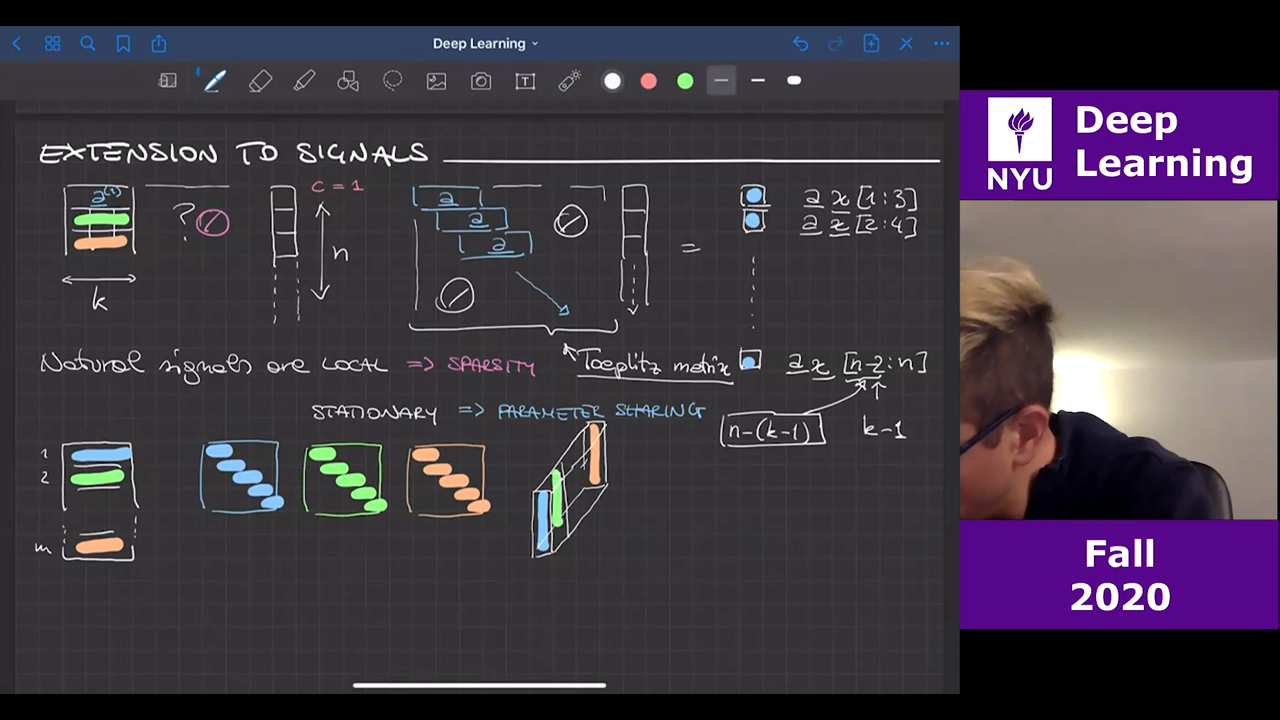 Deep Learning
EXTENSION TO SIGNALS
a(1)
?
c = 1
n
k
a
a
a
=
a x [1:3]
a x [2:4]
a x [n-2:n]
Natural signals are LOCAL => SPARSITY
Toeplitz matrix
STATIONARY => PARAMETER SHARING
n-(k-1)
k-1
1
2
m
NYU
Deep
Learning
Fall
2020